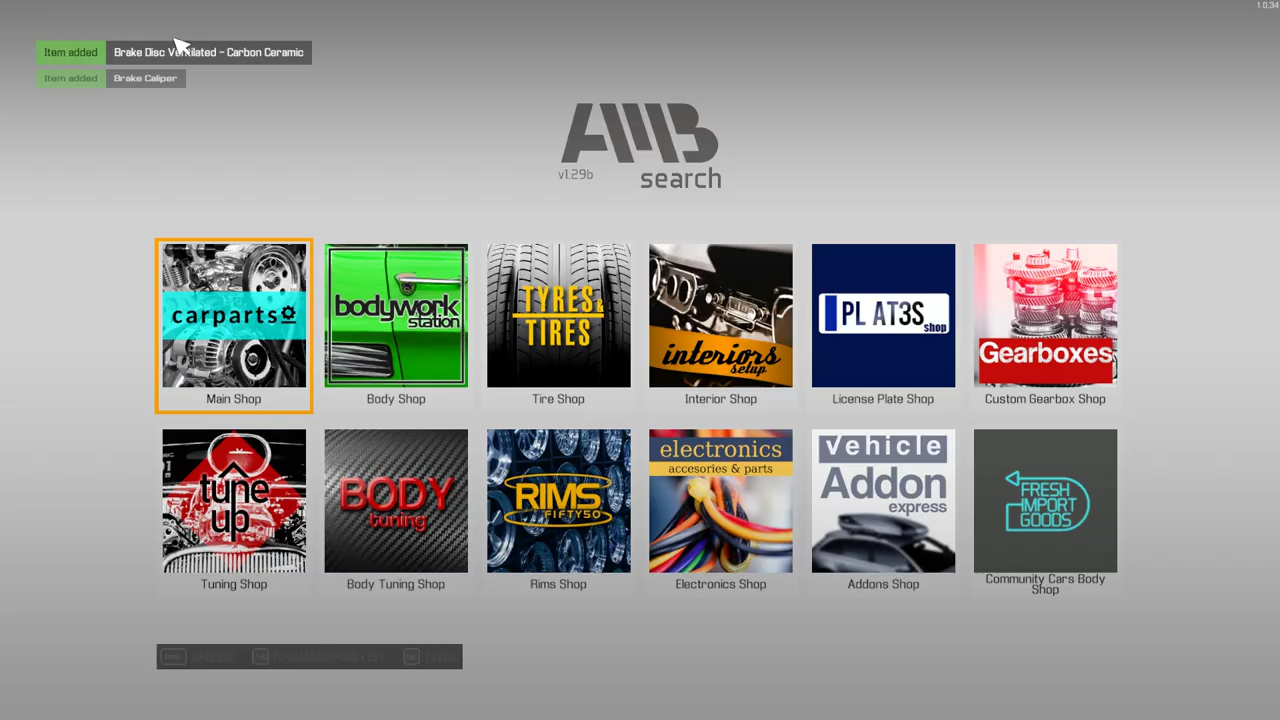 1.0.34
Item added Brake Disc Ventilated - Carbon Ceramic
Item added Brake Caliper
AMB
v1.29b search
carparts
Main Shop
bodywork
station
Body Shop
TYRES &
TIRES
Tire Shop
interiors
setup
Interior Shop
PL AT3S
shop
License Plate Shop
Gearboxes
Custom Gearbox Shop
tune
up
Tuning Shop
BODY
tuning
Body Tuning Shop
RIMS
FIFTY50
Rims Shop
electronics
accesories & parts
Electronics Shop
vehicle
Addon
express
Addons Shop
FRESH
IMPORT
GOODS
Community Cars Body
Shop